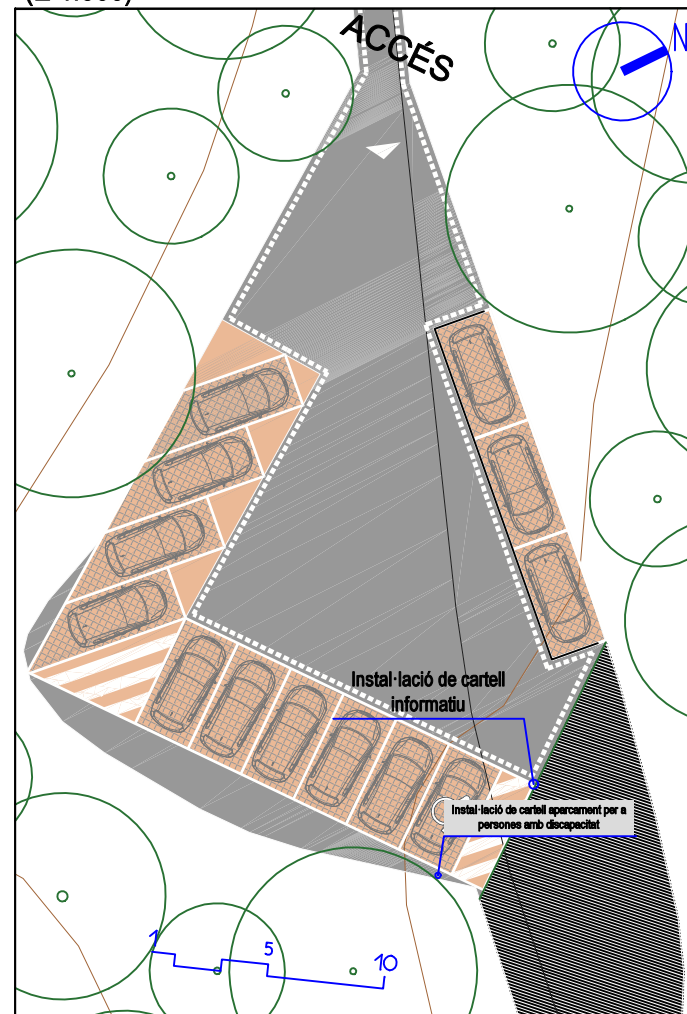 ACCÉS
N
Instal·lació de cartell
informatiu
Instal·lació de cartell aparcament per a
persones amb discapacitat
1
5
10